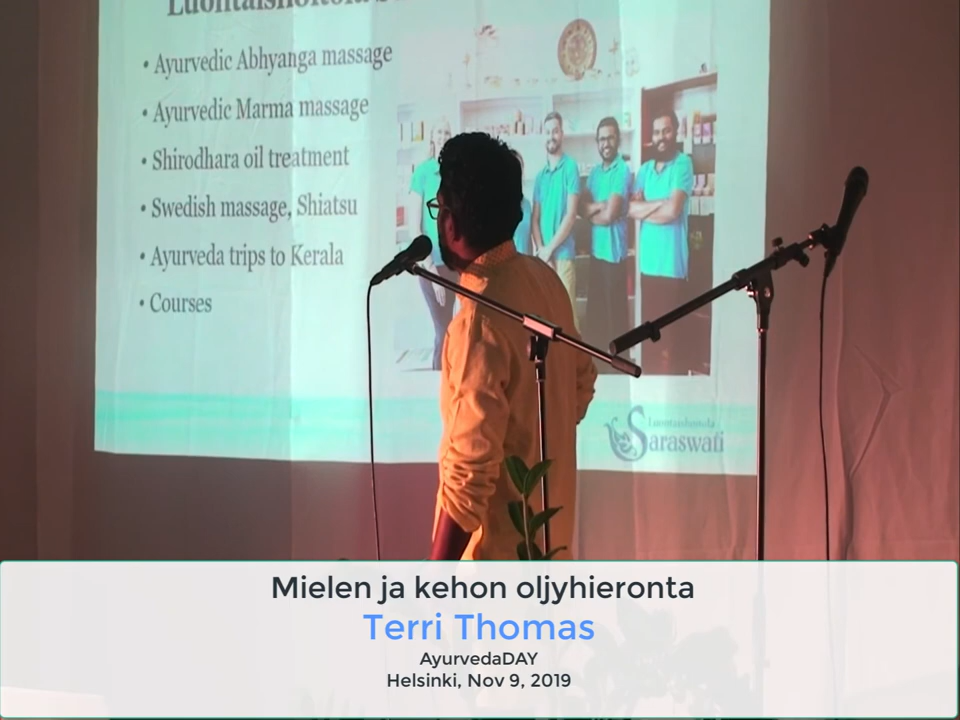 • Ayurvedic Abhyanga massage
• Ayurvedic Marma massage
• Shirodhara oil treatment
• Swedish massage, Shiatsu
• Ayurveda trips to Kerala
• Courses
Luontaishoitola
Saraswati
Mielen ja kehon oljyhieronta
Terri Thomas
AyurvedaDAY
Helsinki, Nov 9, 2019